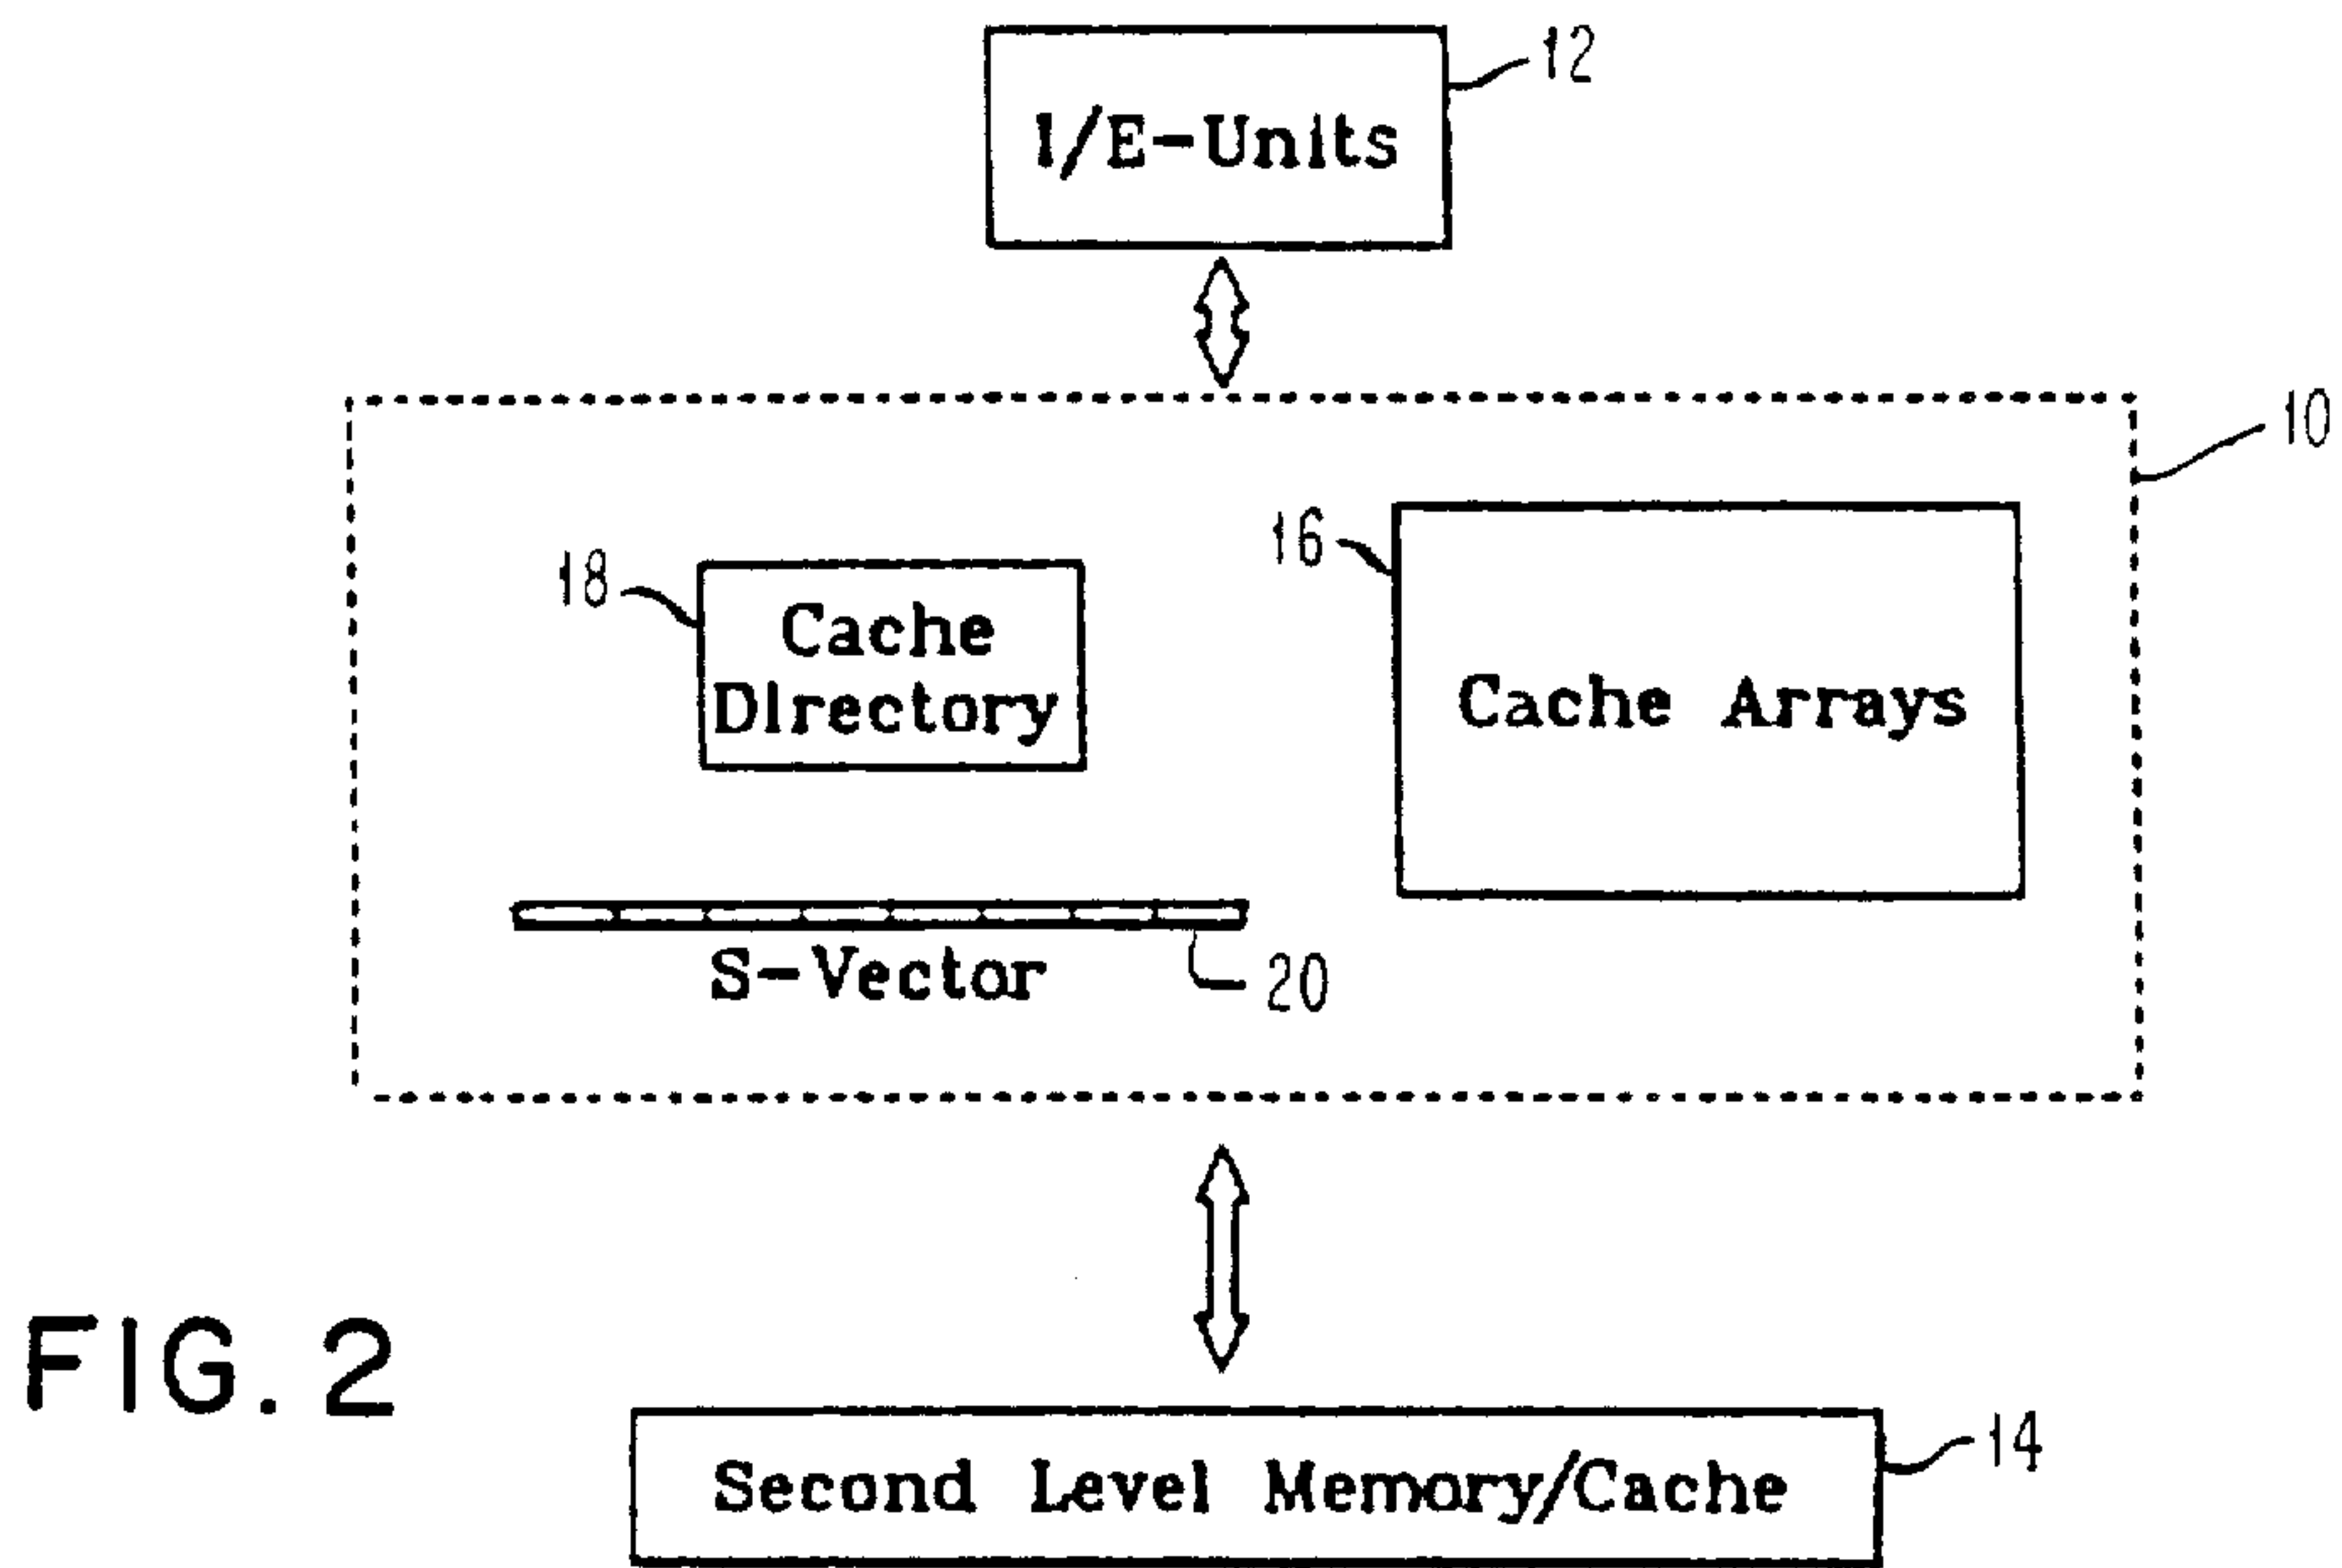 12
I/E-Units
10
16
18
Cache
Directory
Cache Arrays
S-Vector
20
FIG. 2
14
Second Level Memory/Cache